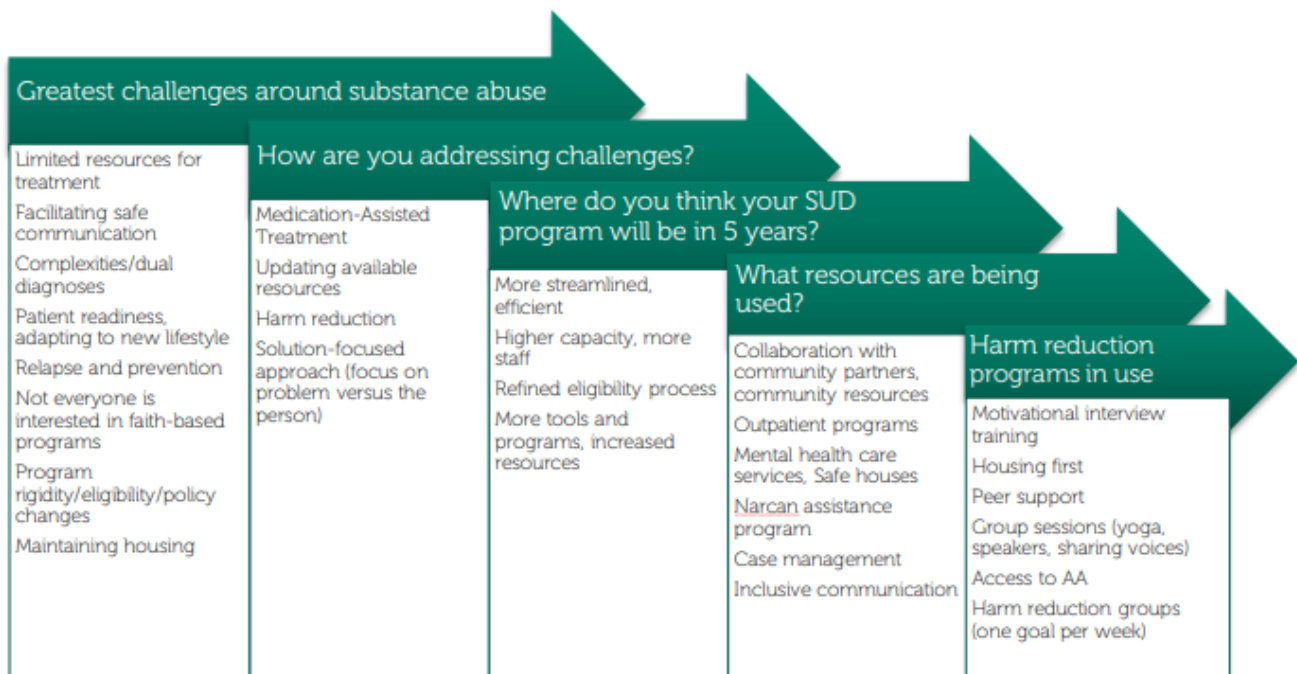 Greatest challenges around substance abuse
Limited resources for
treatment
Facilitating safe
communication
Complexities/dual
diagnoses
Patient readiness,
adapting to new lifestyle
Relapse and prevention
Not everyone is
interested in faith-based
programs
Program
rigidity/eligibility/policy
changes
Maintaining housing
How are you addressing challenges?
Medication-Assisted
Treatment
Updating available
resources
Harm reduction
Solution-focused
approach (focus on
problem versus the
person)
Where do you think your SUD
program will be in 5 years?
More streamlined,
efficient
Higher capacity, more
staff
Refined eligibility process
More tools and
programs, increased
resources
What resources are being
used?
Collaboration with
community partners,
community resources
Outpatient programs
Mental health care
services, Safe houses
Narcan assistance
program
Case management
Inclusive communication
Harm reduction
programs in use
Motivational interview
training
Housing first
Peer support
Group sessions (yoga,
speakers, sharing voices)
Access to AA
Harm reduction groups
(one goal per week)